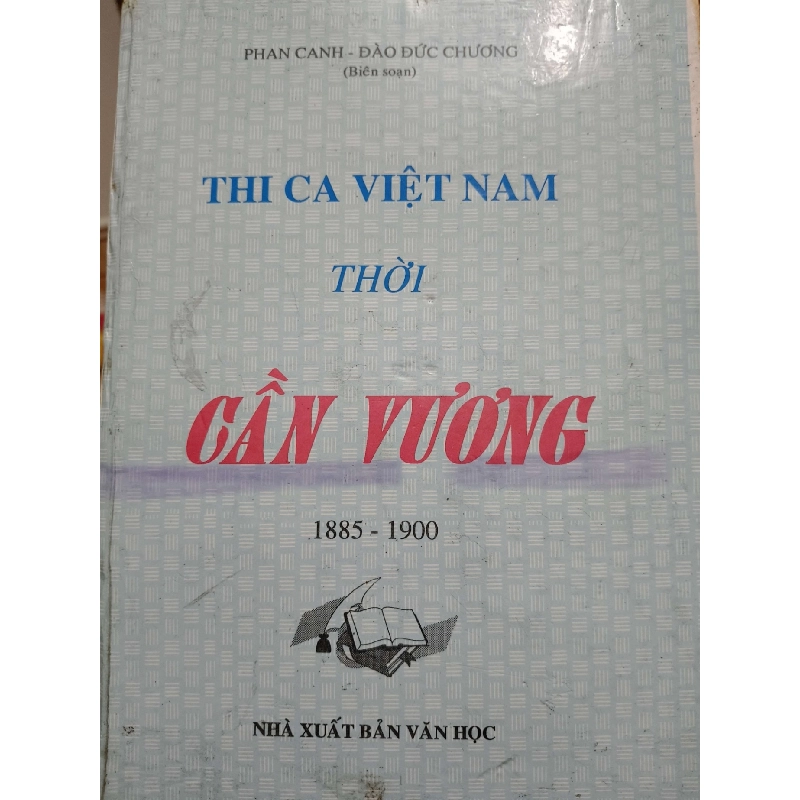 PHAN CANH - ĐÀO ĐỨC CHƯƠNG
(Biên soạn)
THI CA VIỆT NAM
THỜI
CẦN VƯƠNG
1885 - 1900
NHÀ XUẤT BẢN VĂN HỌC